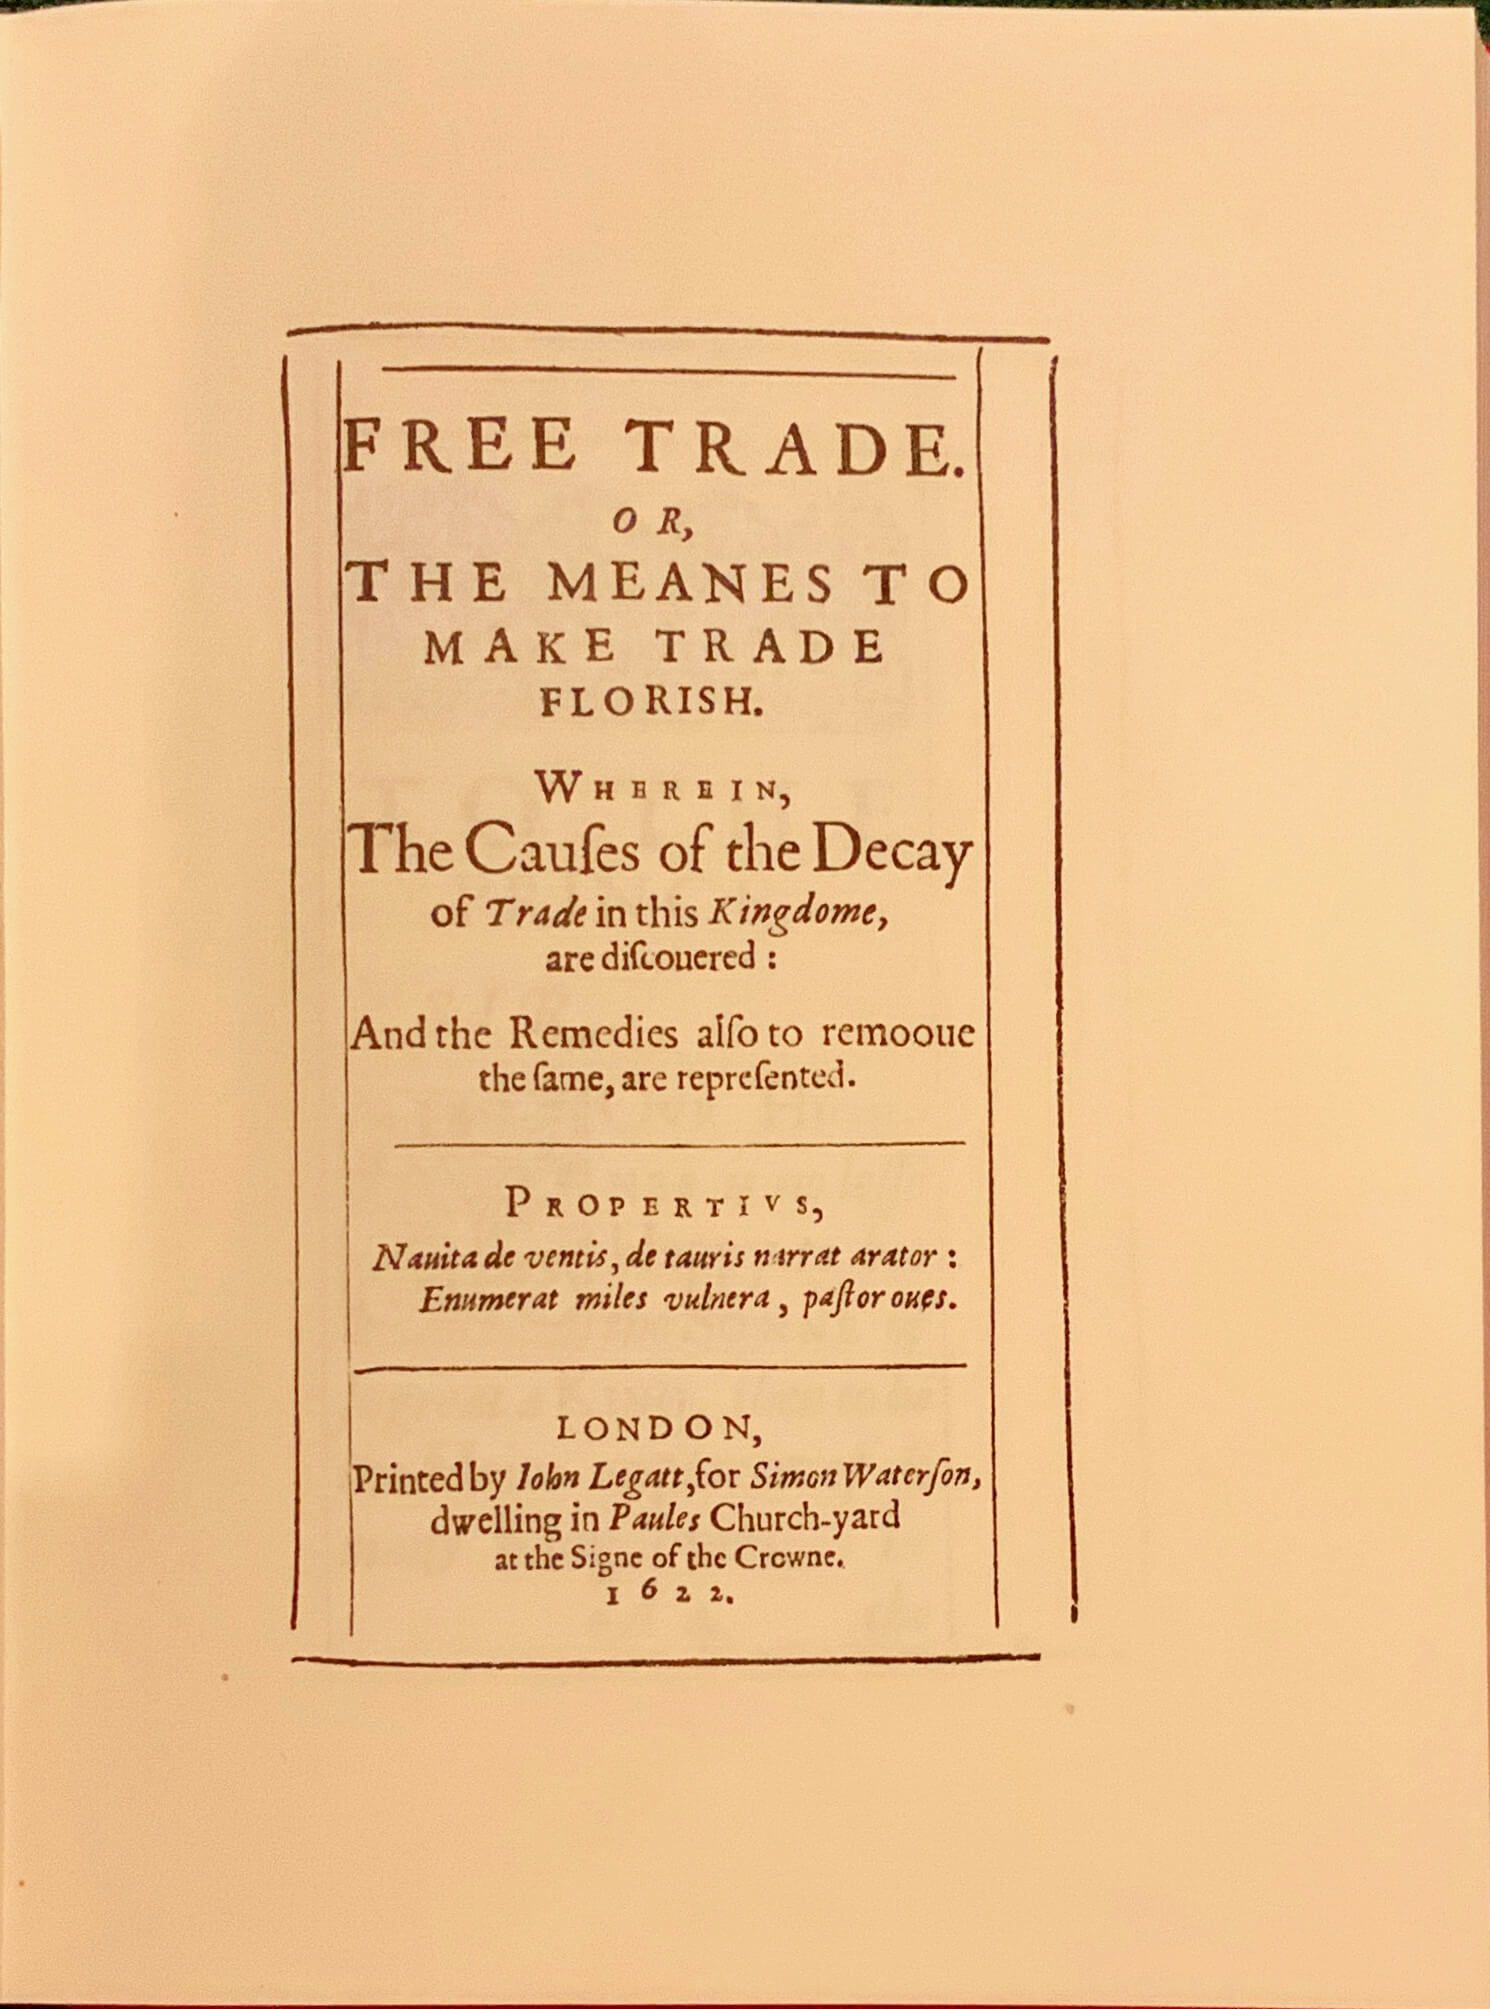 FREE TRADE.
OR,
THE MEANES TO
MAKE TRADE
FLORISH.
WHEREIN,
The Cauſes of the Decay
of Trade in this Kingdome,
are diſcouered :
And the Remedies alſo to remooue
the ſame, are repreſented.
PROPERTIVS,
Nauita de ventis, de tauris narrat arator :
Enumerat miles vulnera , paſtor oues.
LONDON,
Printed by Iohn Legatt, for Simon Waterſon,
dwelling in Paules Church-yard
at the Signe of the Crowne.
1622.